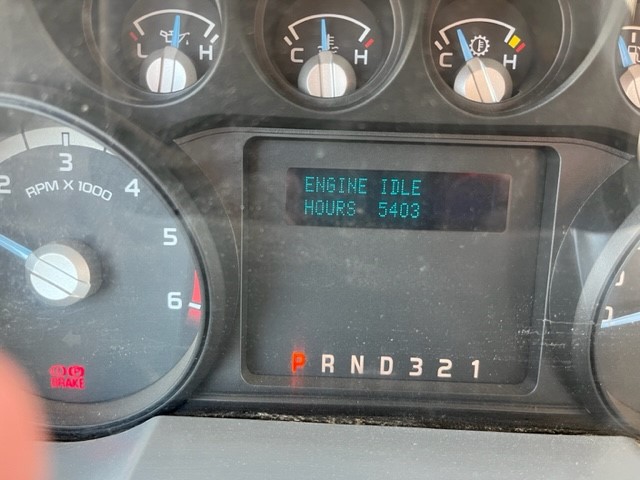 L H
C H
C H
2 3 4 5 6
RPM X 1000
ENGINE IDLE
HOURS 5403
P R N D 3 2 1
BRAKE